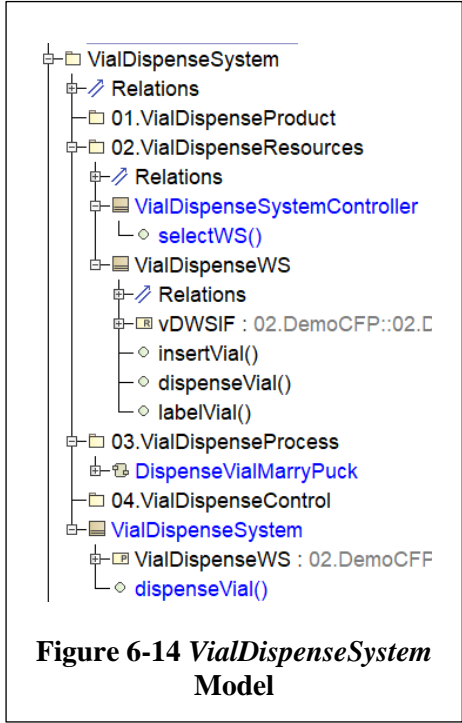 VialDispenseSystem
Relations
01.VialDispenseProduct
02.VialDispenseResources
Relations
VialDispenseSystemController
selectWS()
VialDispenseWS
Relations
R vDWSIF : 02.DemoCFP::02.D
insertVial()
dispenseVial()
labelVial()
03.VialDispenseProcess
DispenseVialMarryPuck
04.VialDispenseControl
VialDispenseSystem
P VialDispenseWS : 02.DemoCFP
dispenseVial()
Figure 6-14 VialDispenseSystem
Model